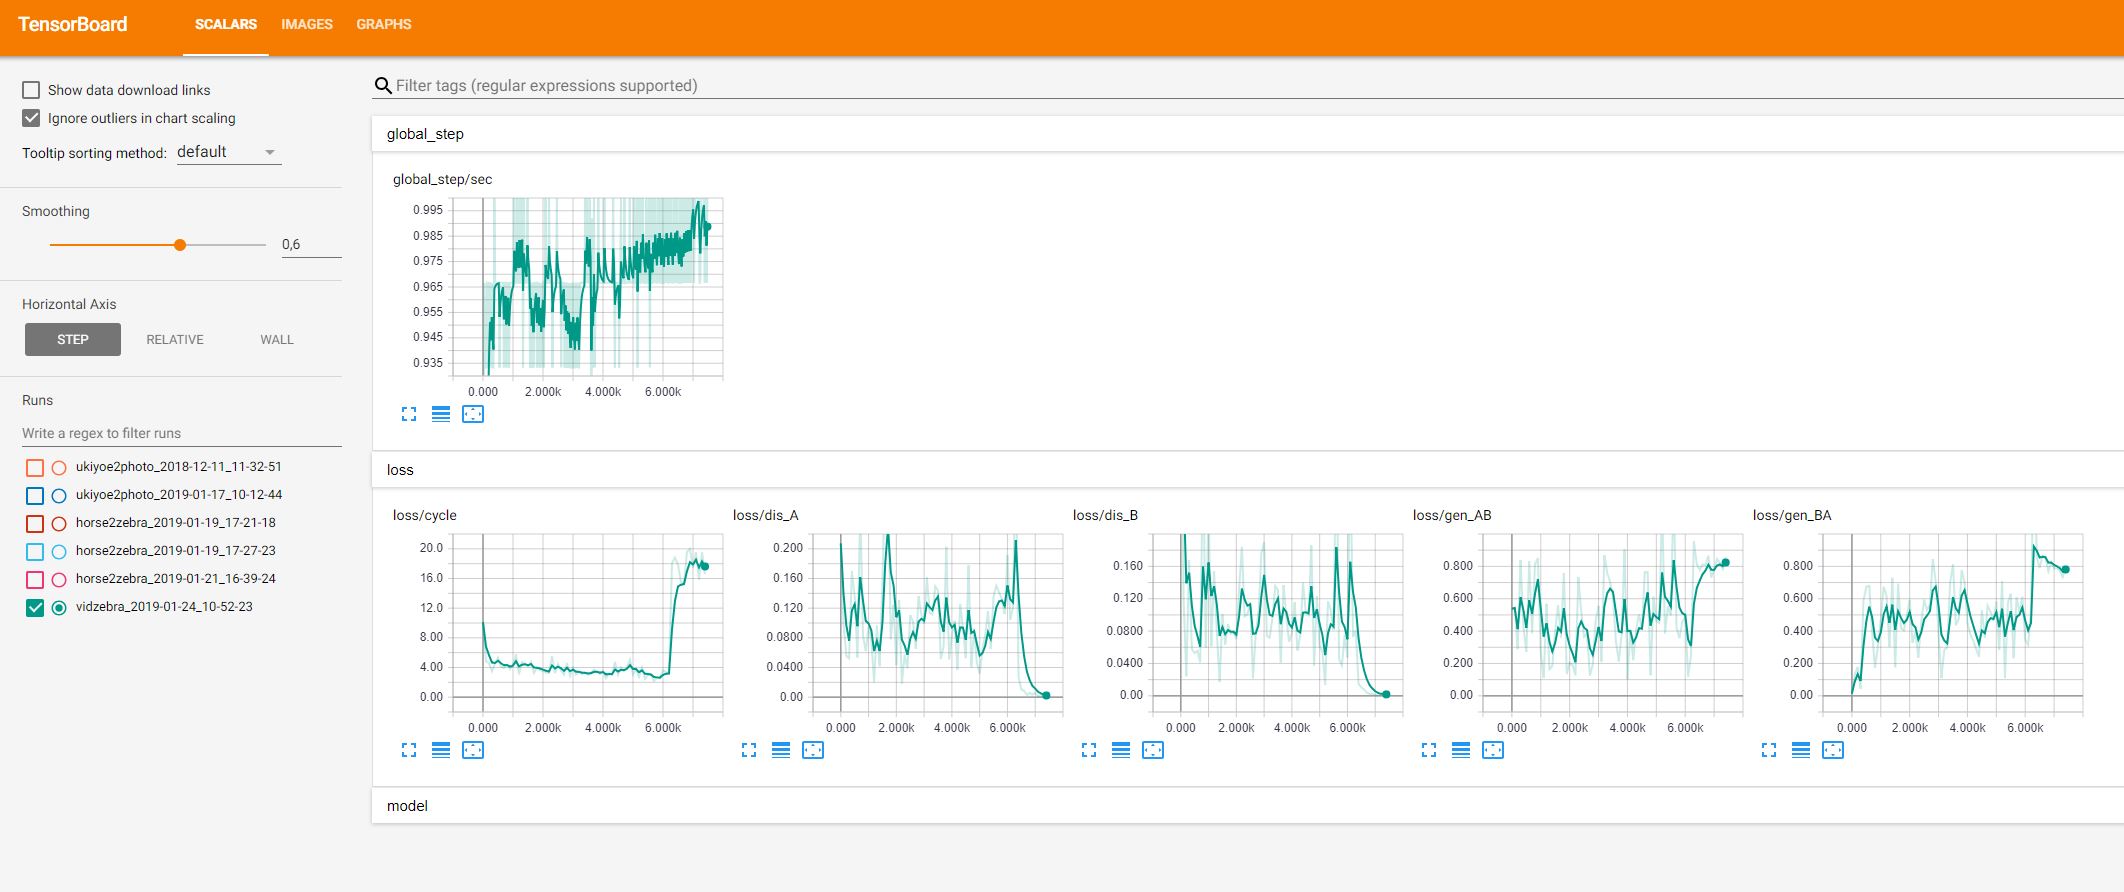 TensorBoard SCALARS IMAGES GRAPHS
Show data download links
Ignore outliers in chart scaling
Tooltip sorting method: default
Smoothing
0,6
Horizontal Axis
STEP RELATIVE WALL
Runs
Write a regex to filter runs
ukiyoe2photo_2018-12-11_11-32-51
ukiyoe2photo_2019-01-17_10-12-44
horse2zebra_2019-01-19_17-21-18
horse2zebra_2019-01-19_17-27-23
horse2zebra_2019-01-21_16-39-24
vidzebra_2019-01-24_10-52-23
Filter tags (regular expressions supported)
global_step
global_step/sec
0.995
0.985
0.975
0.965
0.955
0.945
0.935
0.000 2.000k 4.000k 6.000k
loss
loss/cycle
20.0
16.0
12.0
8.00
4.00
0.00
0.000 2.000k 4.000k 6.000k
loss/dis_A
0.200
0.160
0.120
0.0800
0.0400
0.00
0.000 2.000k 4.000k 6.000k
loss/dis_B
0.160
0.120
0.0800
0.0400
0.00
0.000 2.000k 4.000k 6.000k
loss/gen_AB
0.800
0.600
0.400
0.200
0.00
0.000 2.000k 4.000k 6.000k
loss/gen_BA
0.800
0.600
0.400
0.200
0.00
0.000 2.000k 4.000k 6.000k
model